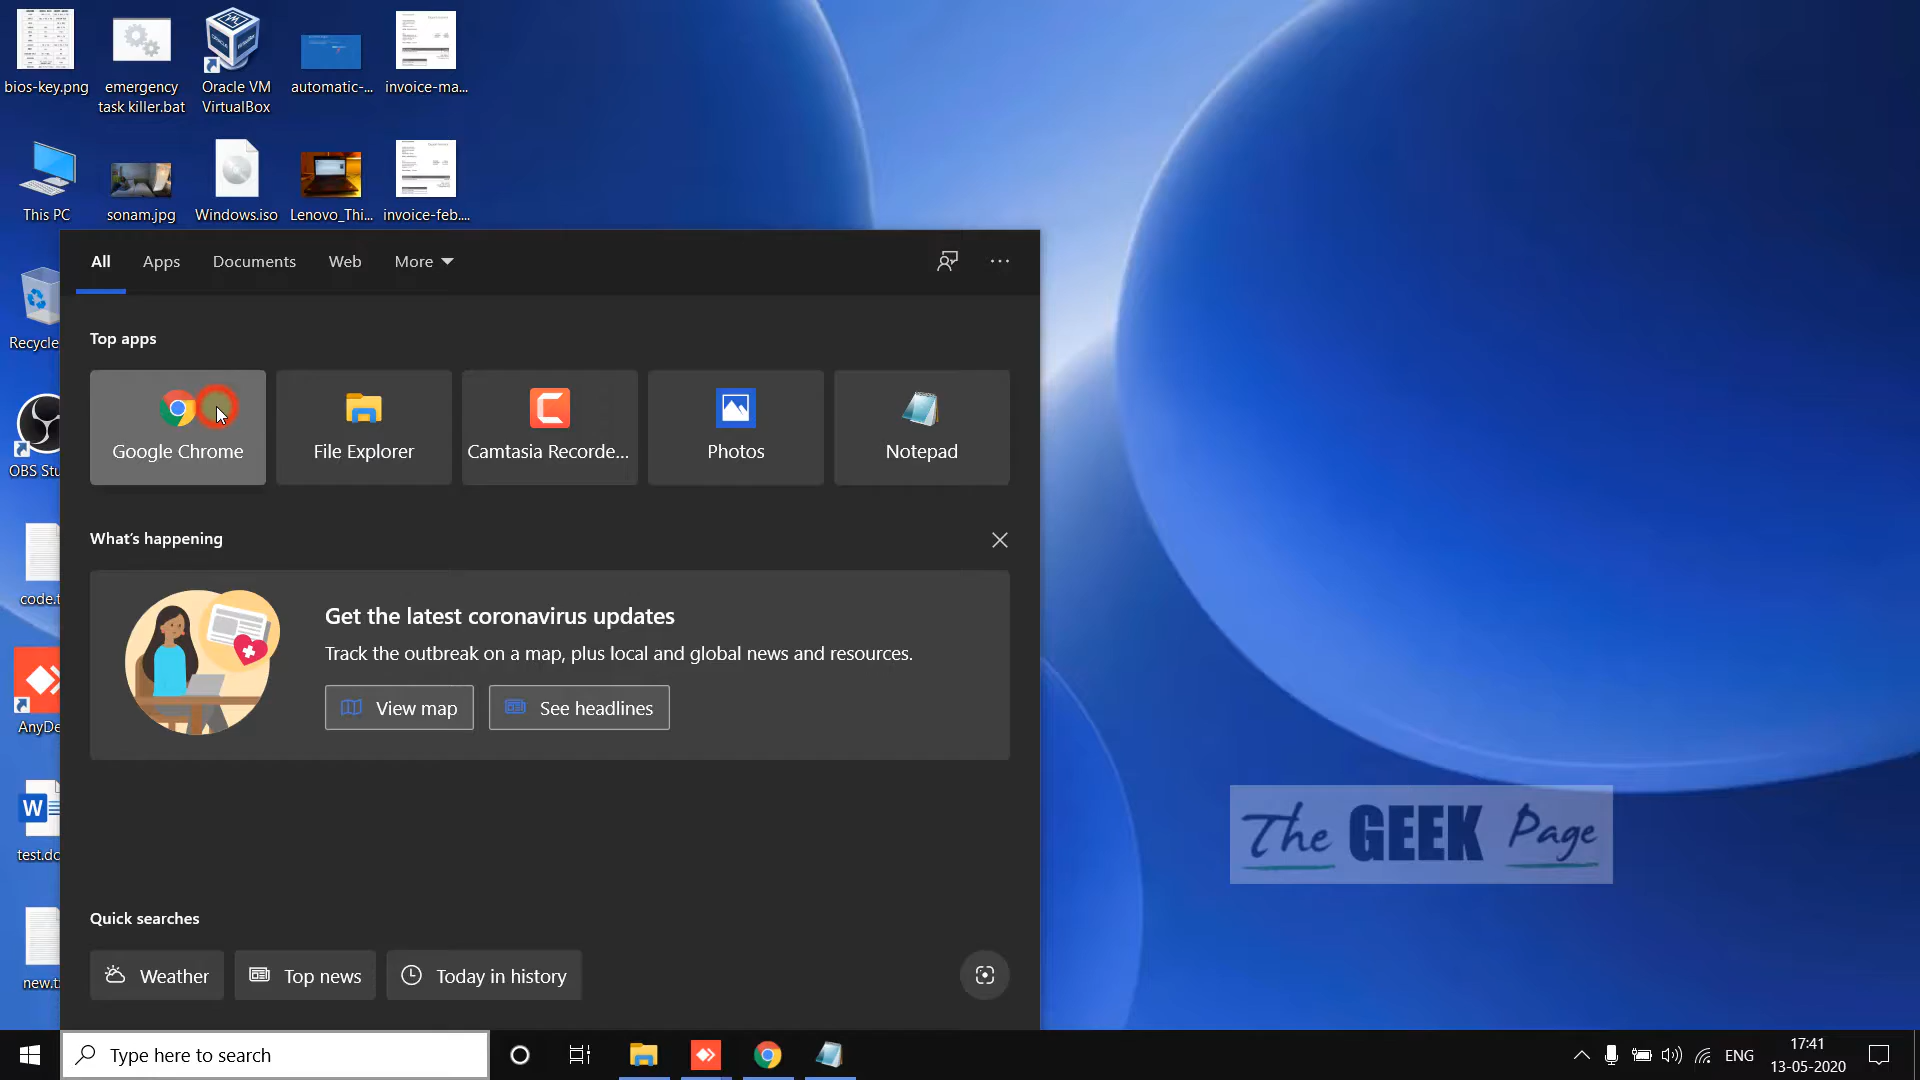 bios-key.png
emergency
task killer.bat
Oracle VM
VirtualBox
automatic-...
invoice-ma...
This PC
sonam.jpg
Windows.iso
Lenovo_Thi...
invoice-feb....
All Apps Documents Web More
Recycle
Top apps
Google Chrome
File Explorer
Camtasia Recorde...
Photos
Notepad
OBS Stu
What's happening
Get the latest coronavirus updates
Track the outbreak on a map, plus local and global news and resources.
View map
See headlines
code.t
AnyDe
W
test.do
The GEEK Page
Quick searches
Weather
Top news
Today in history
new.t
Type here to search
ENG
17:41
13-05-2020